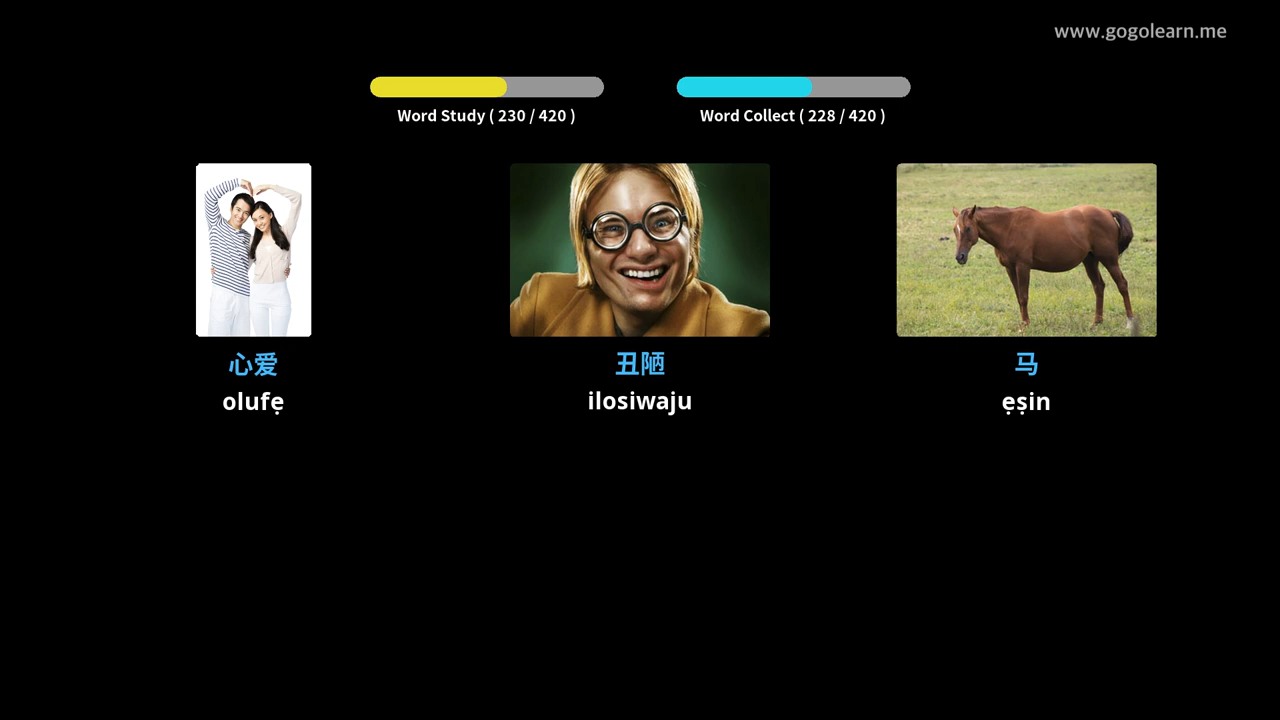 www.gogolearn.me
Word Study ( 230 / 420 )
Word Collect ( 228 / 420 )
心爱
olufẹ
丑陋
ilosiwaju
马
ẹṣin